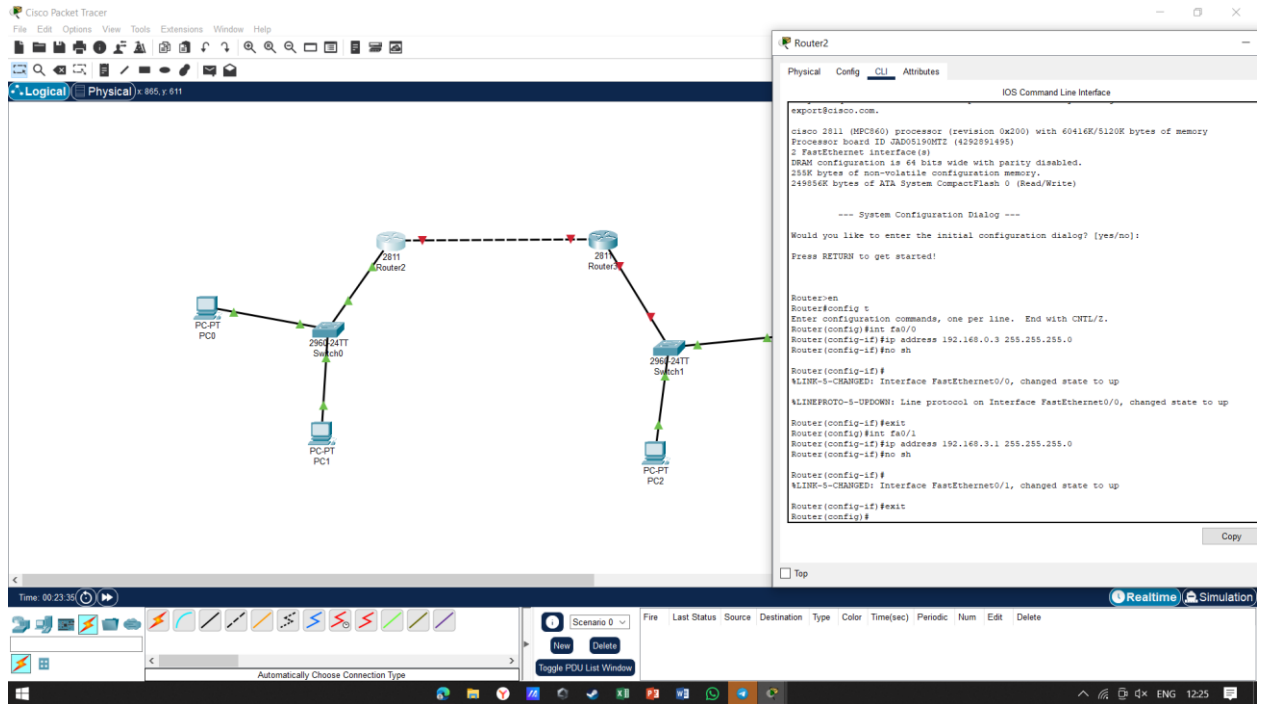 Cisco Packet Tracer
File Edit Options View Tools Extensions Window Help
Logical Physical x: 865, y: 611
2811
Router2
2811
Router3
PC-PT
PC0
2960-24TT
Switch0
2960-24TT
Switch1
PC-PT
PC1
PC-PT
PC2
Router2
Physical Config CLI Attributes
IOS Command Line Interface
export@cisco.com.
cisco 2811 (MPC860) processor (revision 0x200) with 60416K/5120K bytes of memory
Processor board ID JAD05190MTZ (4292891495)
2 FastEthernet interface(s)
DRAM configuration is 64 bits wide with parity disabled.
255K bytes of non-volatile configuration memory.
249856K bytes of ATA System CompactFlash 0 (Read/Write)
--- System Configuration Dialog ---
Would you like to enter the initial configuration dialog? [yes/no]:
Press RETURN to get started!
Router>en
Router#config t
Enter configuration commands, one per line. End with CNTL/Z.
Router(config)#int fa0/0
Router(config-if)#ip address 192.168.0.3 255.255.255.0
Router(config-if)#no sh
Router(config-if)#
%LINK-5-CHANGED: Interface FastEthernet0/0, changed state to up
%LINEPROTO-5-UPDOWN: Line protocol on Interface FastEthernet0/0, changed state to up
Router(config-if)#exit
Router(config)#int fa0/1
Router(config-if)#ip address 192.168.3.1 255.255.255.0
Router(config-if)#no sh
Router(config-if)#
%LINK-5-CHANGED: Interface FastEthernet0/1, changed state to up
Router(config-if)#exit
Router(config)#
Copy
Top
Time: 00:23:35
Realtime Simulation
Scenario 0
New Delete
Toggle PDU List Window
Fire Last Status Source Destination Type Color Time(sec) Periodic Num Edit Delete
Automatically Choose Connection Type
ENG 12:25